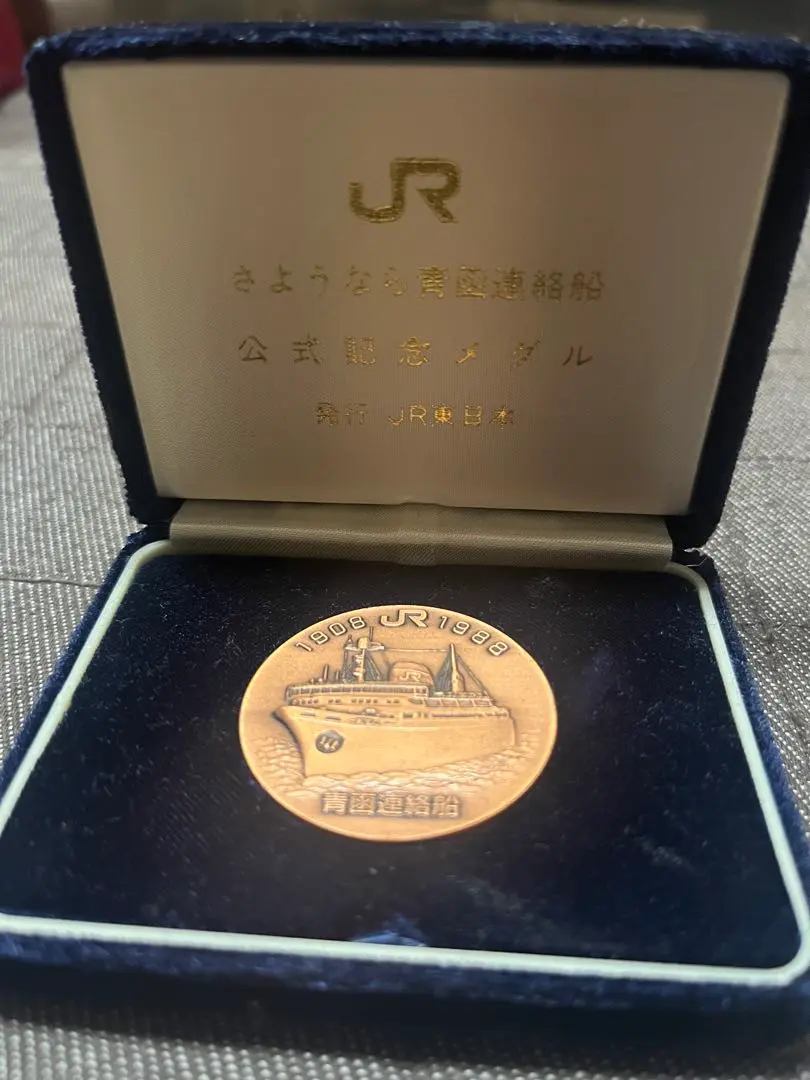 JR
さようなら青函連絡船
公式記念メダル
発行 JR東日本
1908 JR 1988
JR
青函連絡船